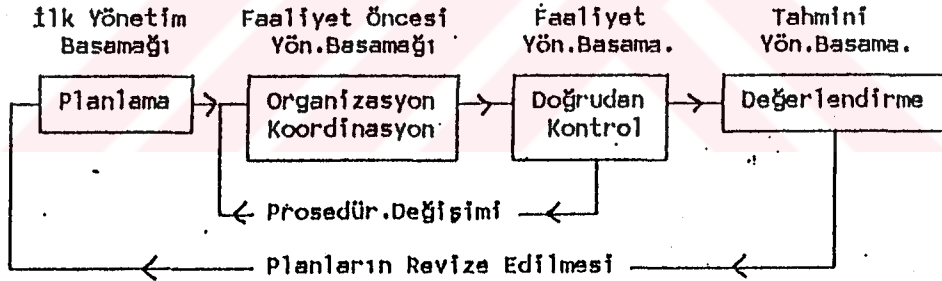 İlk Yönetim
Basamağı
Faaliyet Öncesi
Yön.Basamağı
Faaliyet
Yön.Basama.
Tahmini
Yön.Basama.
Planlama
Organizasyon
Koordinasyon
Doğrudan
Kontrol
Değerlendirme
Prosedür.Değişimi
Planların Revize Edilmesi